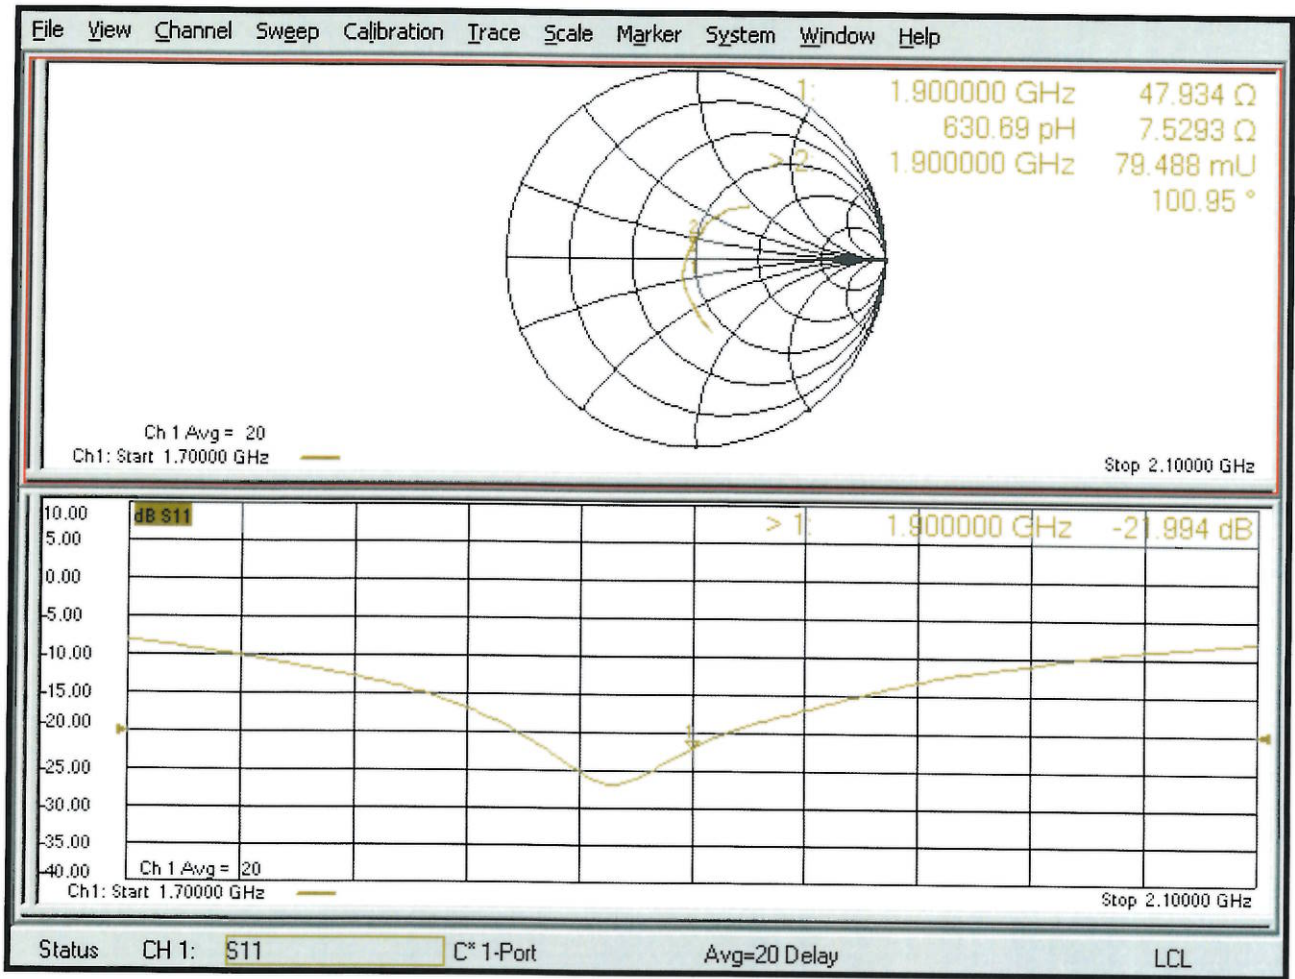 File View Channel Sweep Calibration Trace Scale Marker System Window Help
1: 1.900000 GHz 47.934 Ω
630.69 pH 7.5293 Ω
> 2: 1.900000 GHz 79.488 mU
100.95 °
2
1
Ch 1 Avg = 20
Ch1: Start 1.70000 GHz
Stop 2.10000 GHz
10.00
dB S11
> 1: 1.900000 GHz -21.994 dB
5.00
0.00
-5.00
-10.00
-15.00
-20.00
1
-25.00
-30.00
-35.00
-40.00
Ch 1 Avg = 20
Ch1: Start 1.70000 GHz
Stop 2.10000 GHz
Status CH 1: S11 C* 1-Port Avg=20 Delay LCL